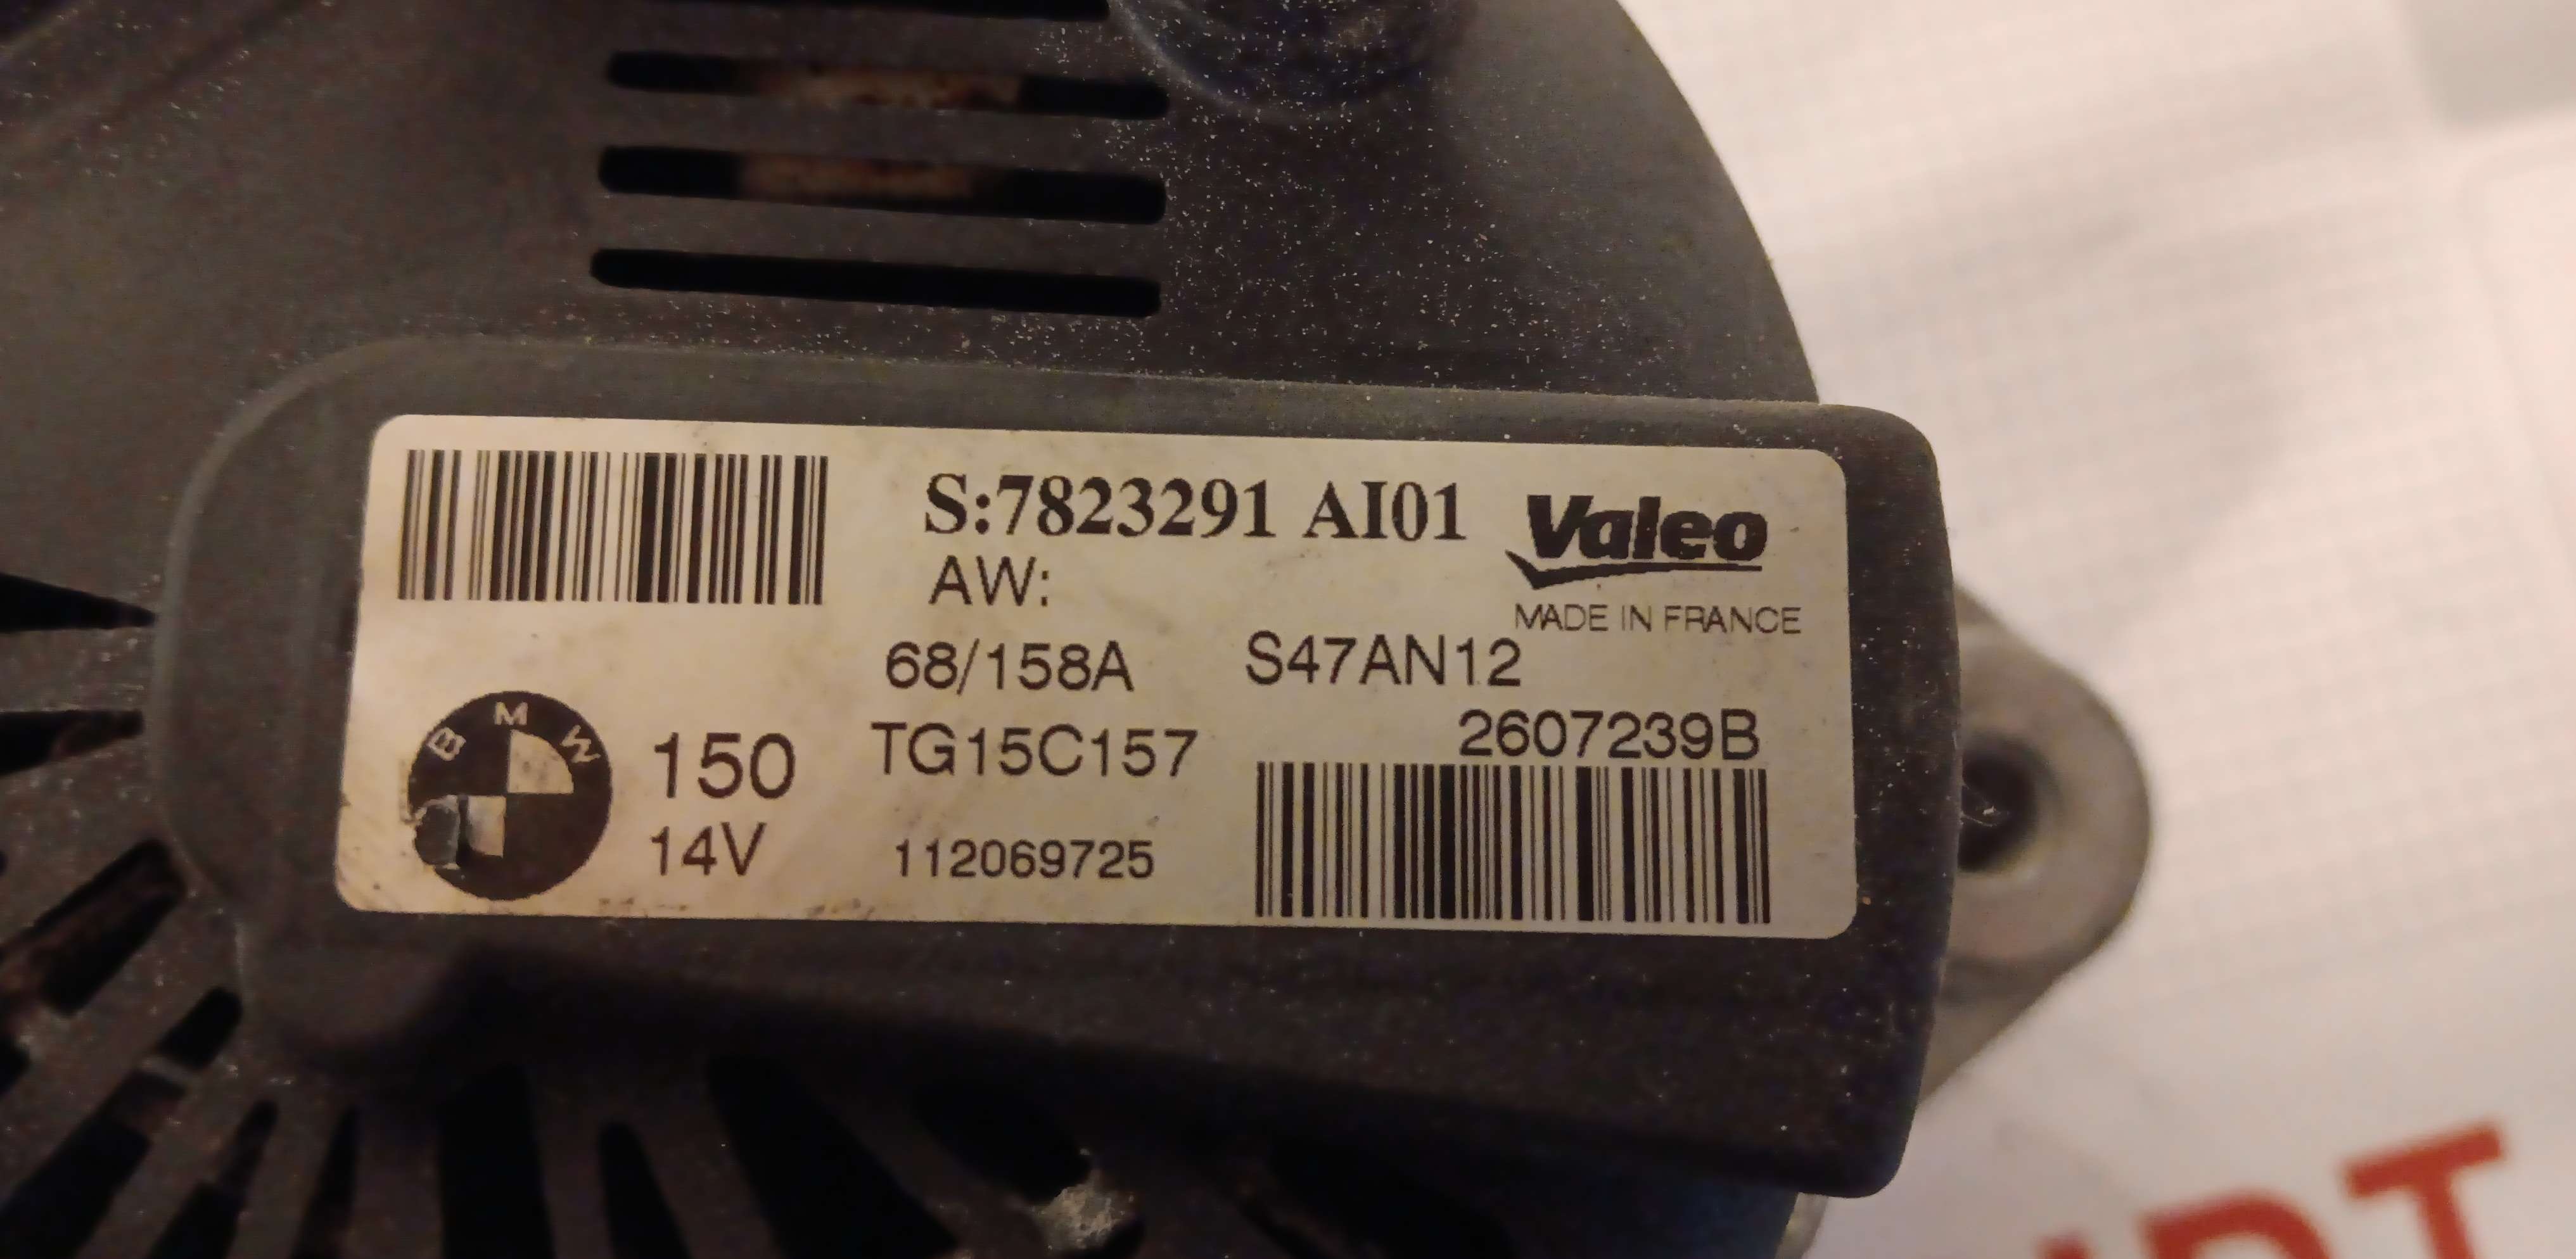 S:7823291 AI01
Valeo
AW:
MADE IN FRANCE
68/158A S47AN12
BMW
150 TG15C157 2607239B
14V 112069725